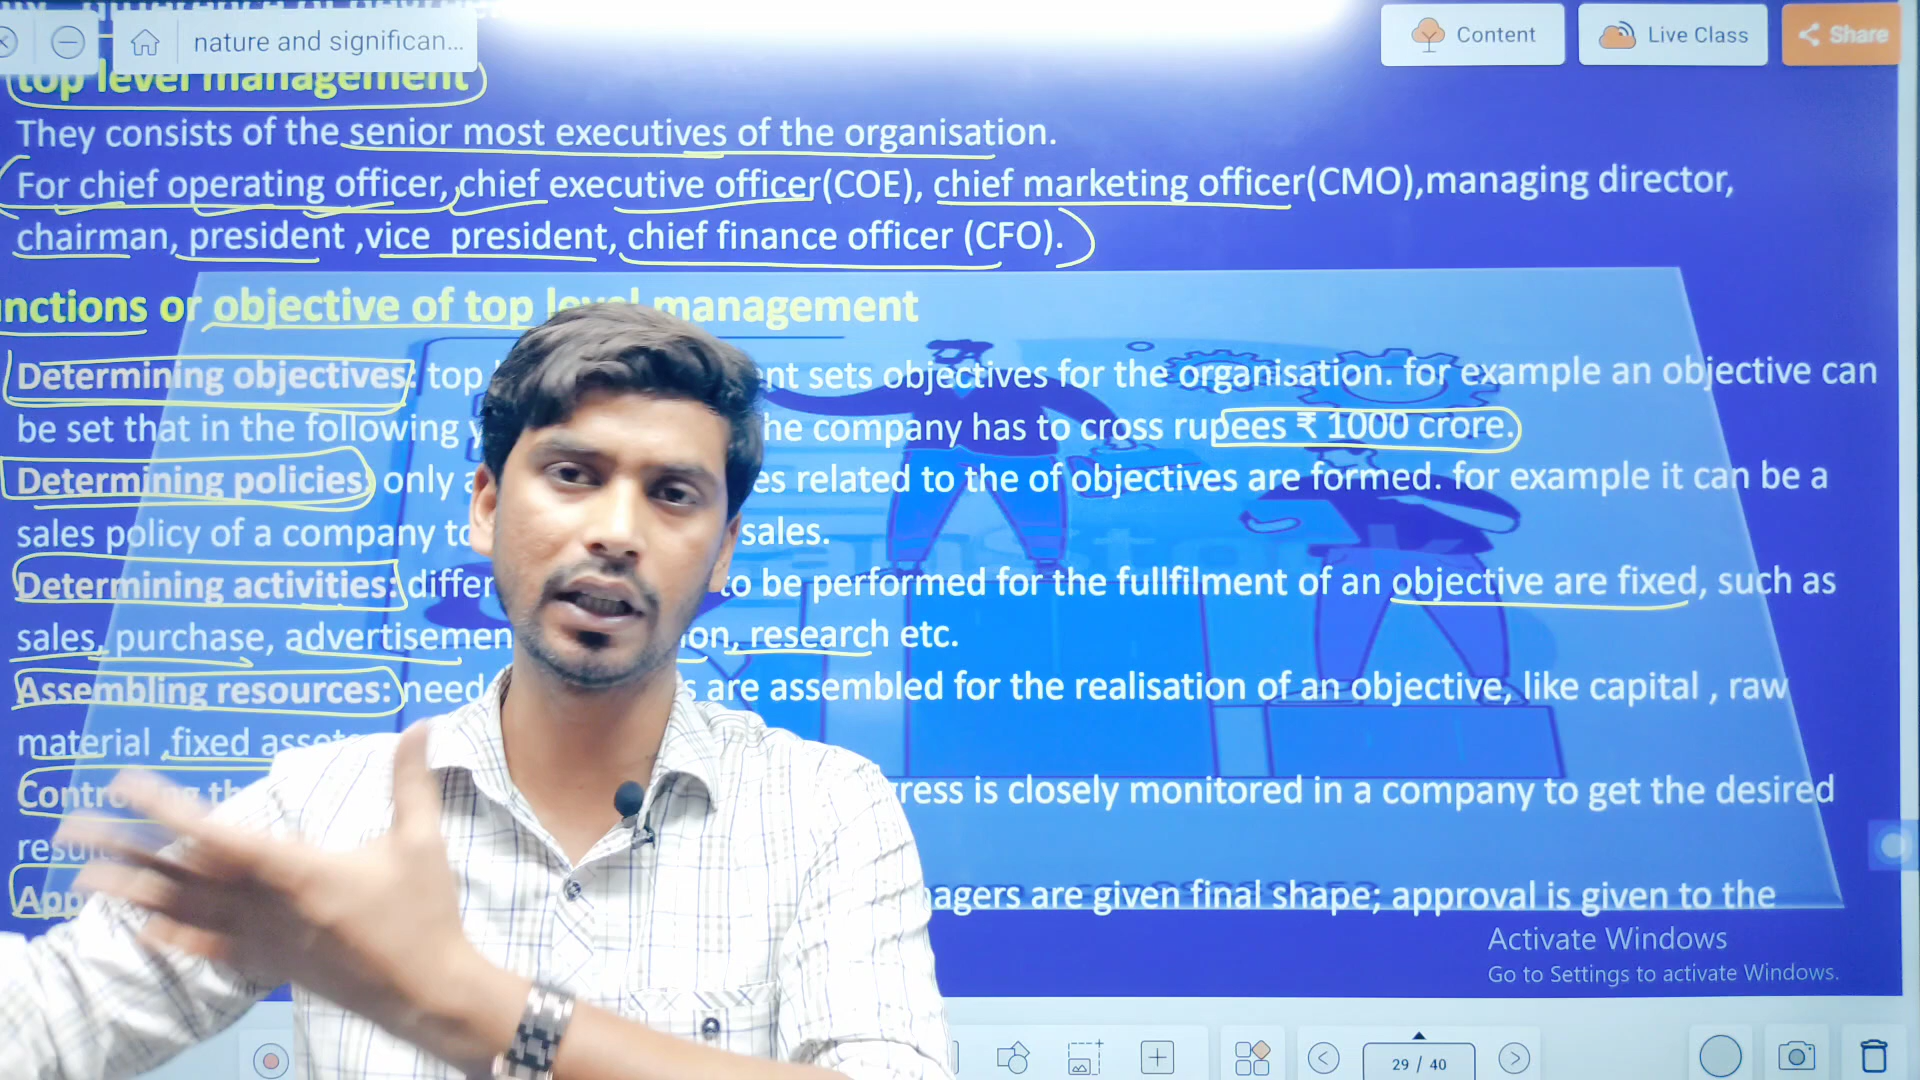 nature and significan...
Content
Live Class
Share
top level management
They consists of the senior most executives of the organisation.
For chief operating officer, chief executive officer(COE), chief marketing officer(CMO),managing director,
chairman, president ,vice president, chief finance officer (CFO).
nctions or objective of top level management
Determining objectives: top nt sets objectives for the organisation. for example an objective can
be set that in the following he company has to cross rupees ₹ 1000 crore.
Determining policies: only es related to the of objectives are formed. for example it can be a
sales policy of a company to sales.
Determining activities: differ to be performed for the fullfilment of an objective are fixed, such as
sales, purchase, advertisemen on, research etc.
Assembling resources: need s are assembled for the realisation of an objective, like capital , raw
material ,fixed assets
Contro ress is closely monitored in a company to get the desired
resu
App nagers are given final shape; approval is given to the
Activate Windows
Go to Settings to activate Windows.
29 / 40